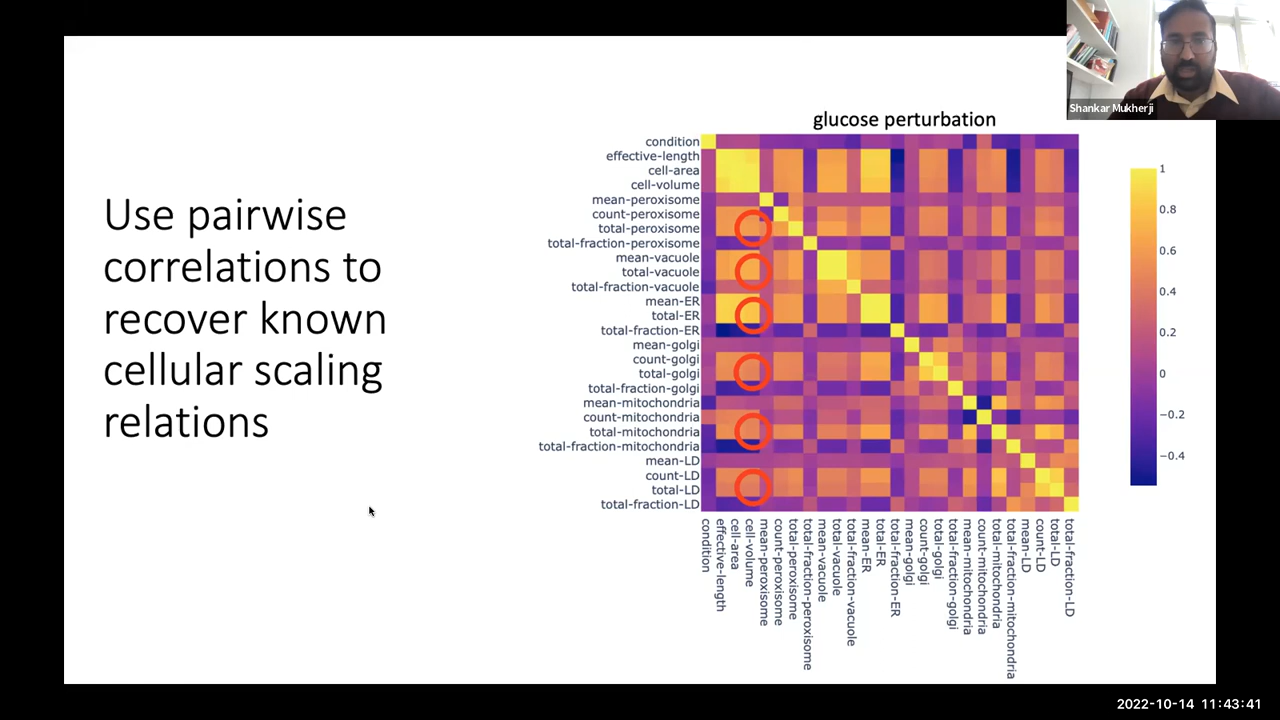 Shankar Mukherji
glucose perturbation
Use pairwise
correlations to
recover known
cellular scaling
relations
condition
effective-length
cell-area
cell-volume
mean-peroxisome
count-peroxisome
total-peroxisome
total-fraction-peroxisome
mean-vacuole
total-vacuole
total-fraction-vacuole
mean-ER
total-ER
total-fraction-ER
mean-golgi
count-golgi
total-golgi
total-fraction-golgi
mean-mitochondria
count-mitochondria
total-mitochondria
total-fraction-mitochondria
mean-LD
count-LD
total-LD
total-fraction-LD
1
0.8
0.6
0.4
0.2
0
−0.2
−0.4
condition
effective-length
cell-area
cell-volume
mean-peroxisome
count-peroxisome
total-peroxisome
total-fraction-peroxisome
mean-vacuole
total-vacuole
total-fraction-vacuole
mean-ER
total-ER
total-fraction-ER
mean-golgi
count-golgi
total-golgi
total-fraction-golgi
mean-mitochondria
count-mitochondria
total-mitochondria
total-fraction-mitochondria
mean-LD
count-LD
total-LD
total-fraction-LD
2022-10-14 11:43:41